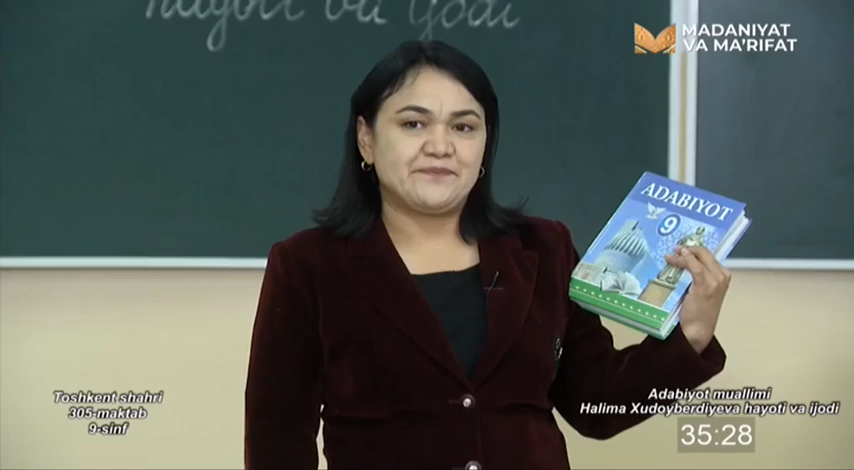 hayoti va ijodi
MADANIYAT
VA MA'RIFAT
ADABIYOT
9
Toshkent shahri
305-maktab
9-sinf
Adabiyot muallimi
Halima Xudoyberdiyeva hayoti va ijodi
35:28